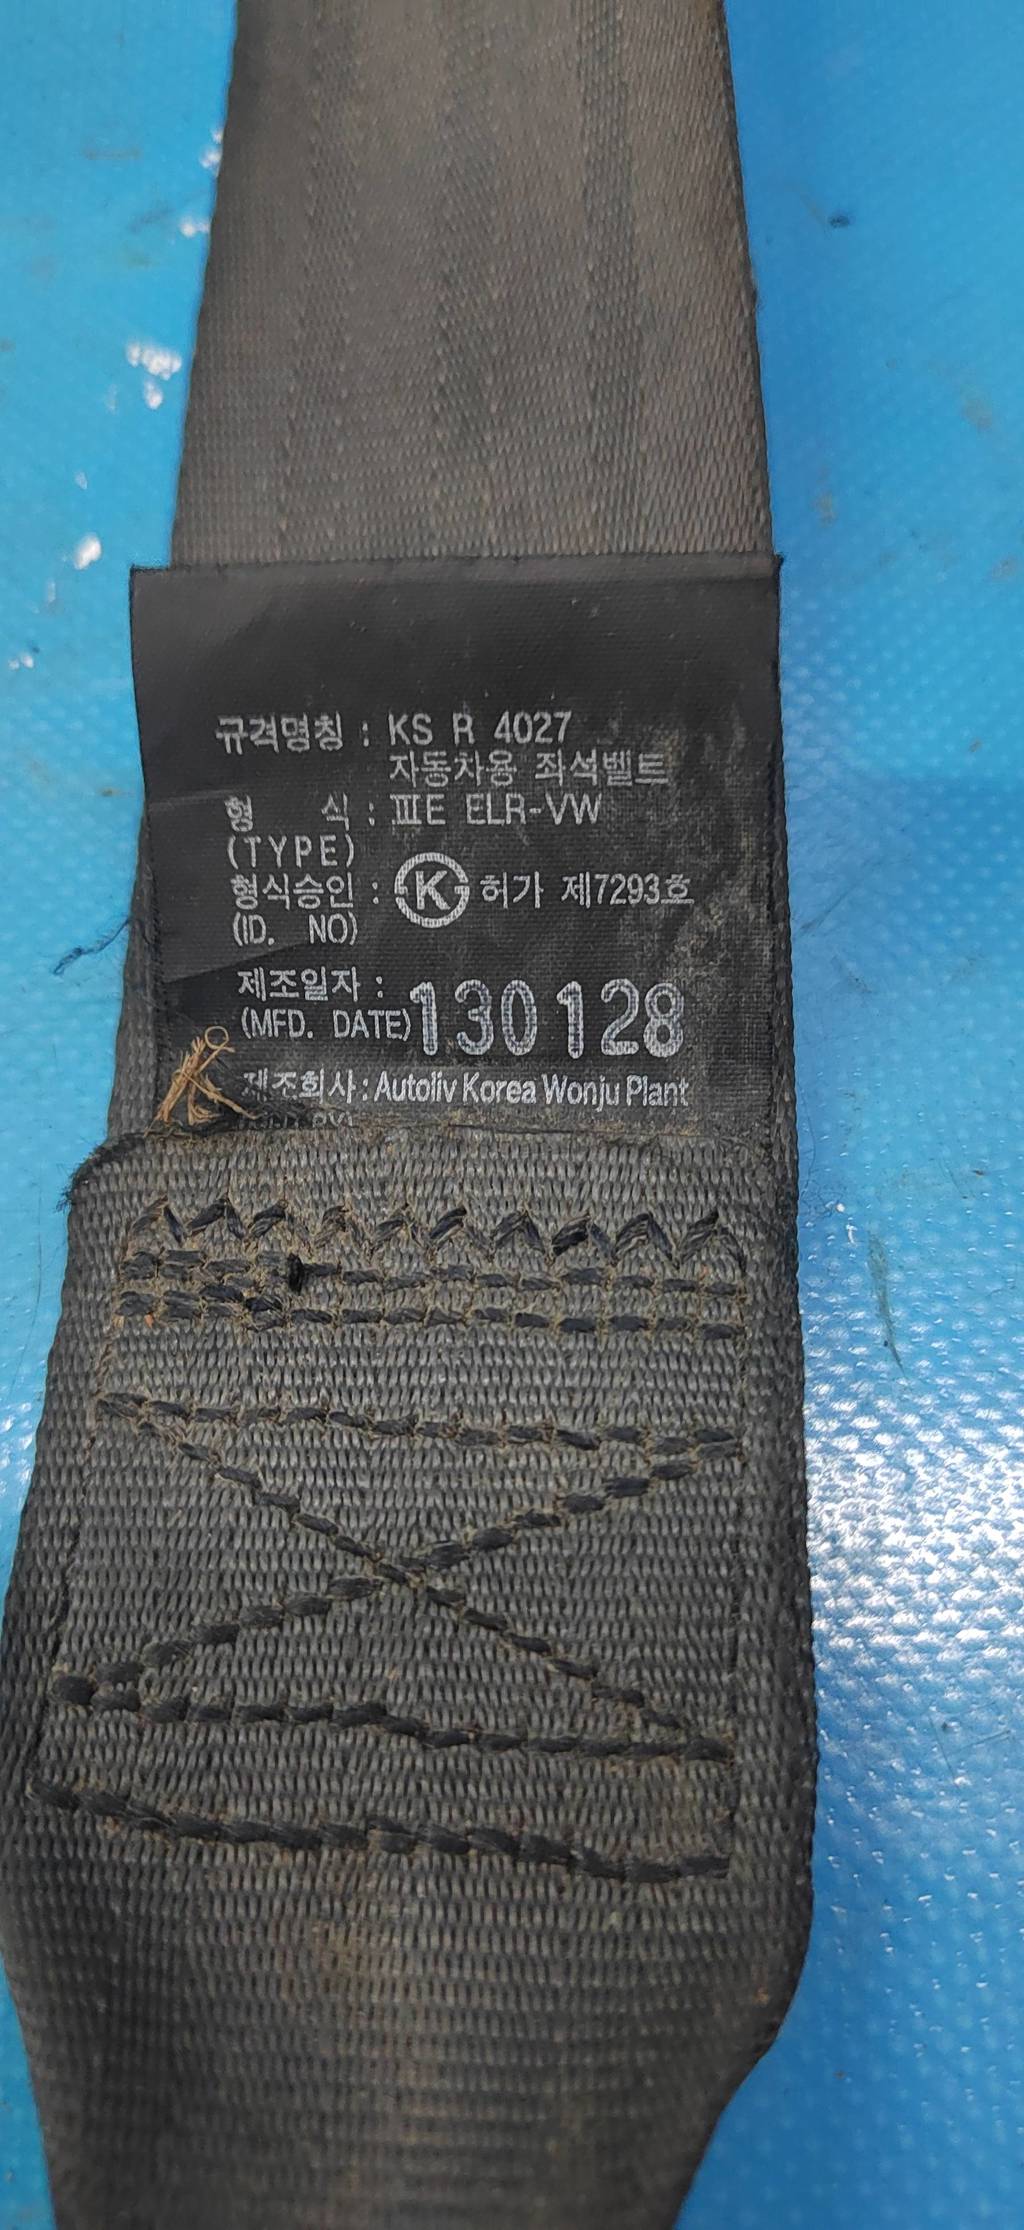 규격명칭 : KS R 4027
자동차용 좌석벨트
형 식 : ⅢE ELR-VW
(TYPE)
형식승인 : K 허가 제7293호
(ID. NO)
제조일자 :
(MFD. DATE) 130128
제조회사 : Autoliv Korea Wonju Plant